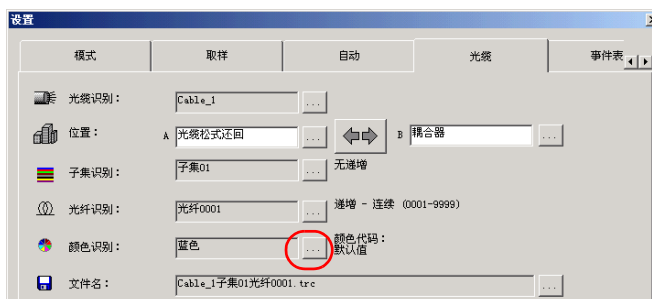 设置
模式 取样 自动 光缆 事件表
光缆识别： Cable_1 ...
位置： A 光缆松式还回 ... B 耦合器 ...
子集识别： 子集01 ... 无递增
光纤识别： 光纤0001 ... 递增 - 连续 (0001-9999)
颜色识别： 蓝色 ... 颜色代码：
默认值
文件名： Cable_1子集01光纤0001.trc ...